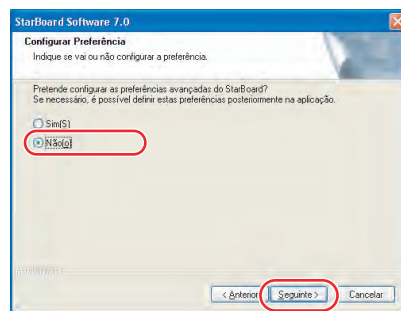 StarBoard Software 7.0
Configurar Preferência
Indique se vai ou não configurar a preferência.
Pretende configurar as preferências avançadas do StarBoard?
Se necessário, é possível definir estas preferências posteriormente na aplicação.
Sim(S)
Não(o)
< Anterior
Seguinte >
Cancelar